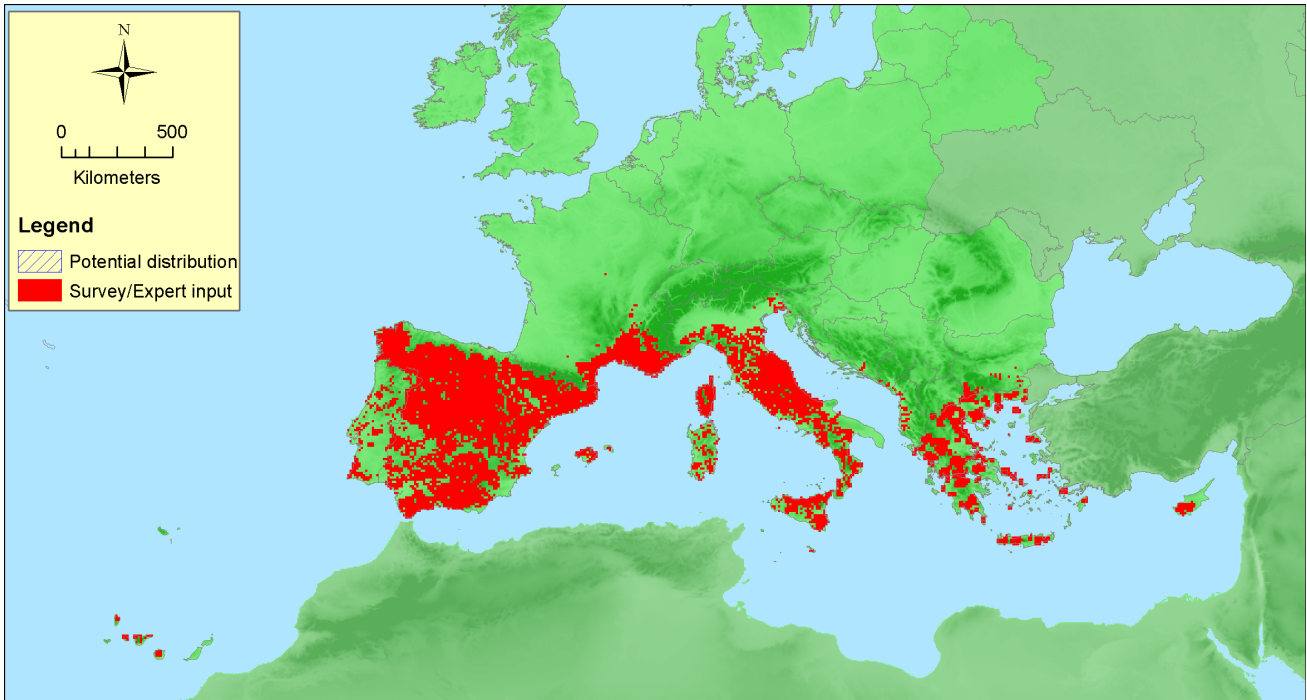 N
0 500
Kilometers
Legend
Potential distribution
Survey/Expert input